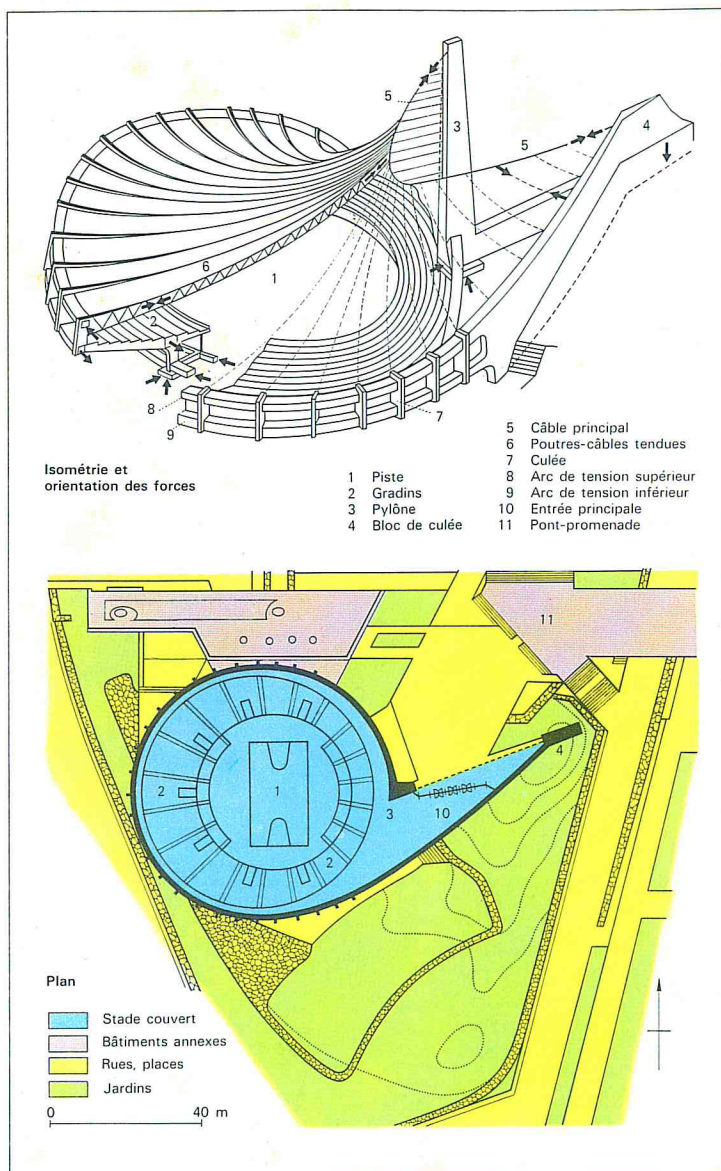 5
3
5
4
6
1
2
8
9
7
Isométrie et
orientation des forces
1 Piste
2 Gradins
3 Pylône
4 Bloc de culée
5 Câble principal
6 Poutres-câbles tendues
7 Culée
8 Arc de tension supérieur
9 Arc de tension inférieur
10 Entrée principale
11 Pont-promenade
11
4
2
1
3
10
2
Plan
Stade couvert
Bâtiments annexes
Rues, places
Jardins
0 40 m